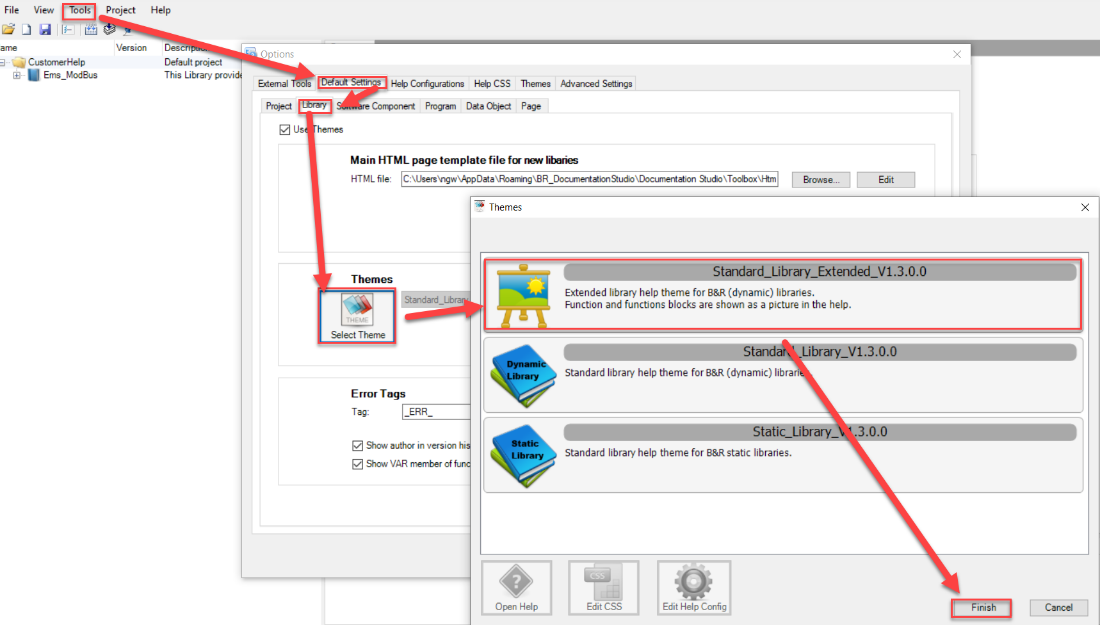 File View Tools Project Help
ame Version Descripti
CustomerHelp Default project
Ems_ModBus This Library provide
Options
External Tools Default Settings Help Configurations Help CSS Themes Advanced Settings
Project Library Software Component Program Data Object Page
Use Themes
Main HTML page template file for new libaries
HTML file: C:\Users\ngw\AppData\Roaming\BR_DocumentationStudio\Documentation Studio\Toolbox\Htm Browse... Edit
Themes
THEME
Select Theme
Standard_Library
Error Tags
Tag: _ERR_
Show author in version his
Show VAR member of func
Themes
Standard_Library_Extended_V1.3.0.0
Extended library help theme for B&R (dynamic) libraries.
Function and functions blocks are shown as a picture in the help.
Dynamic
Library
Standard_Library_V1.3.0.0
Standard library help theme for B&R (dynamic) librarie
Static
Library
Static_Library_V1.3.0.0
Standard library help theme for B&R static libraries.
Open Help
CSS
Edit CSS
Edit Help Config
Finish Cancel